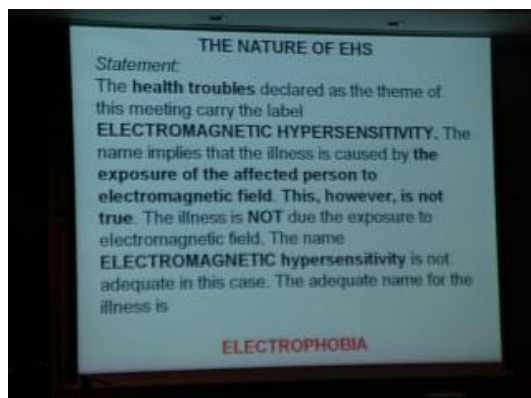 THE NATURE OF EHS
Statement:
The health troubles declared as the theme of
this meeting carry the label
ELECTROMAGNETIC HYPERSENSITIVITY. The
name implies that the illness is caused by the
exposure of the affected person to
electromagnetic field. This, however, is not
true. The illness is NOT due the exposure to
electromagnetic field. The name
ELECTROMAGNETIC hypersensitivity is not
adequate in this case. The adequate name for the
illness is
ELECTROPHOBIA